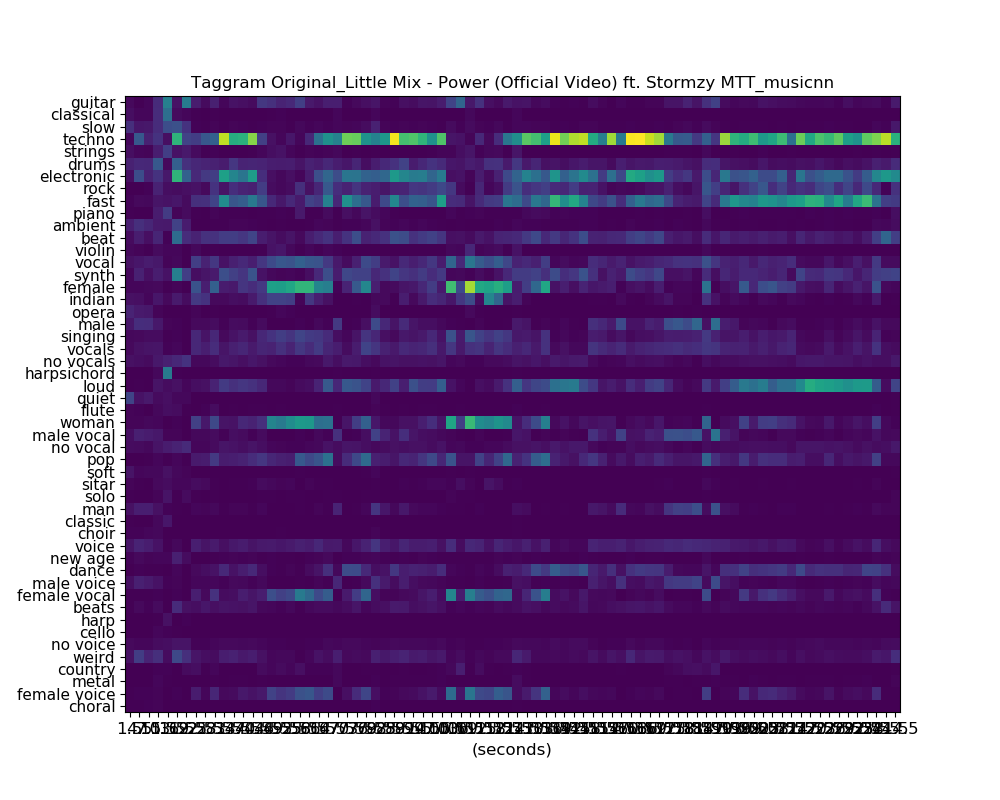 Taggram Original_Little Mix - Power (Official Video) ft. Stormzy MTT_musicnn
guitar
classical
slow
techno
strings
drums
electronic
rock
fast
piano
ambient
beat
violin
vocal
synth
female
indian
opera
male
singing
vocals
no vocals
harpsichord
loud
quiet
flute
woman
male vocal
no vocal
pop
soft
sitar
solo
man
classic
choir
voice
new age
dance
male voice
female vocal
beats
harp
cello
no voice
weird
country
metal
female voice
choral
(seconds)